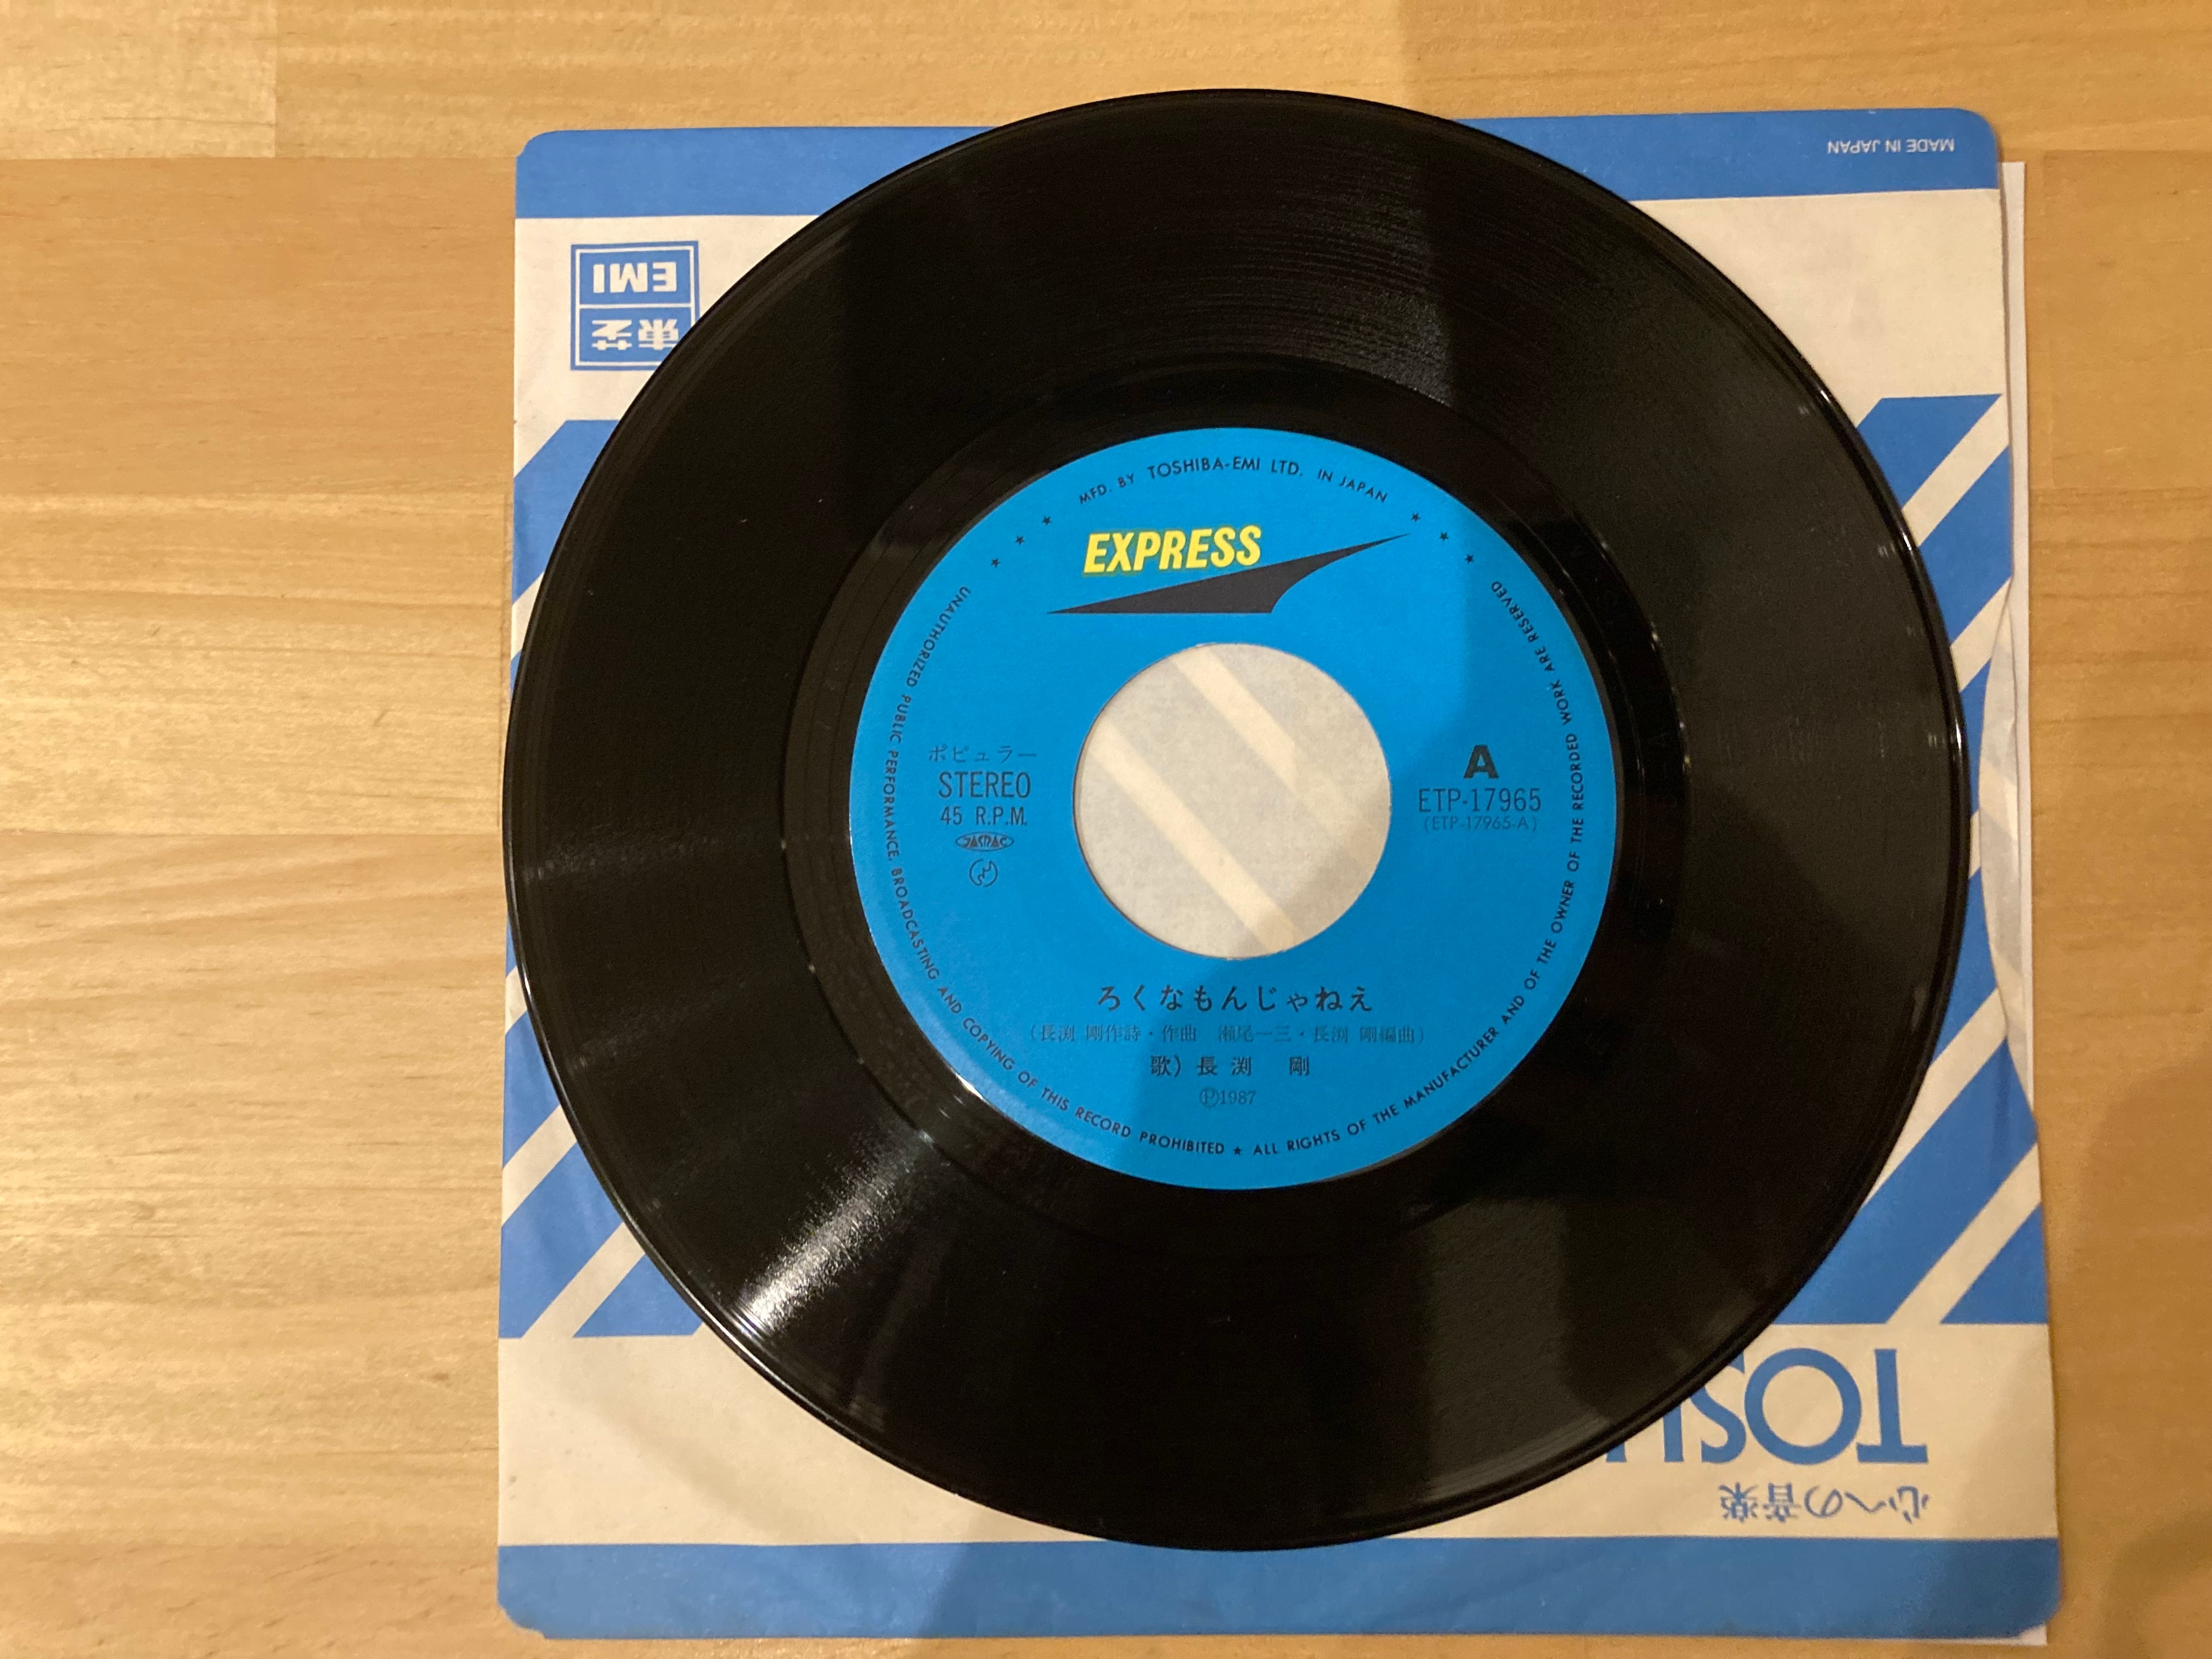 MADE IN JAPAN
東芝
EMI
MFD. BY TOSHIBA-EMI LTD. IN JAPAN
EXPRESS
ポピュラー
STEREO
45 R.P.M.
JASRAC
A
ETP-17965
(ETP-17965-A)
ろくなもんじゃねえ
(長渕 剛作詩・作曲 瀬尾一三・長渕 剛編曲)
歌) 長渕 剛
Ⓟ1987
UNAUTHORIZED PUBLIC PERFORMANCE, BROADCASTING AND COPYING OF THIS RECORD PROHIBITED ★ ALL RIGHTS OF THE MANUFACTURER AND OF THE OWNER OF THE RECORDED WORK ARE RESERVED
心への音楽